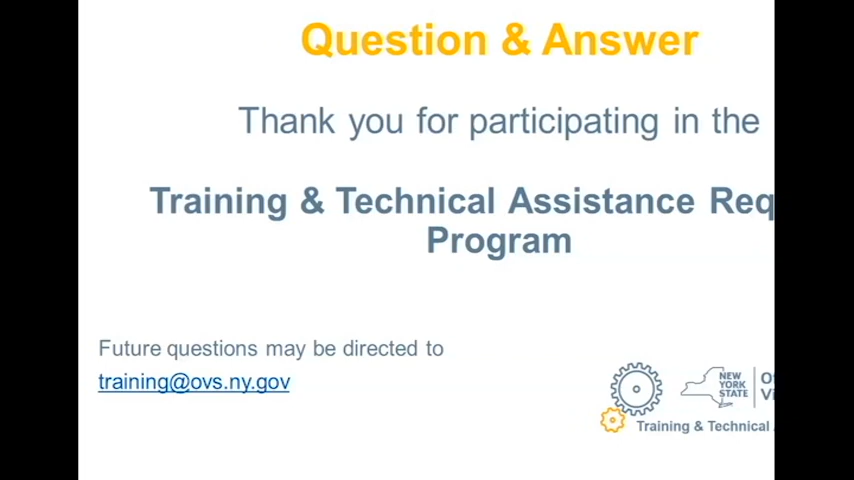 Question & Answer
Thank you for participating in the
Training & Technical Assistance
Program
Future questions may be directed to
training@ovs.ny.gov
NEW
YORK
STATE
Training & Technical